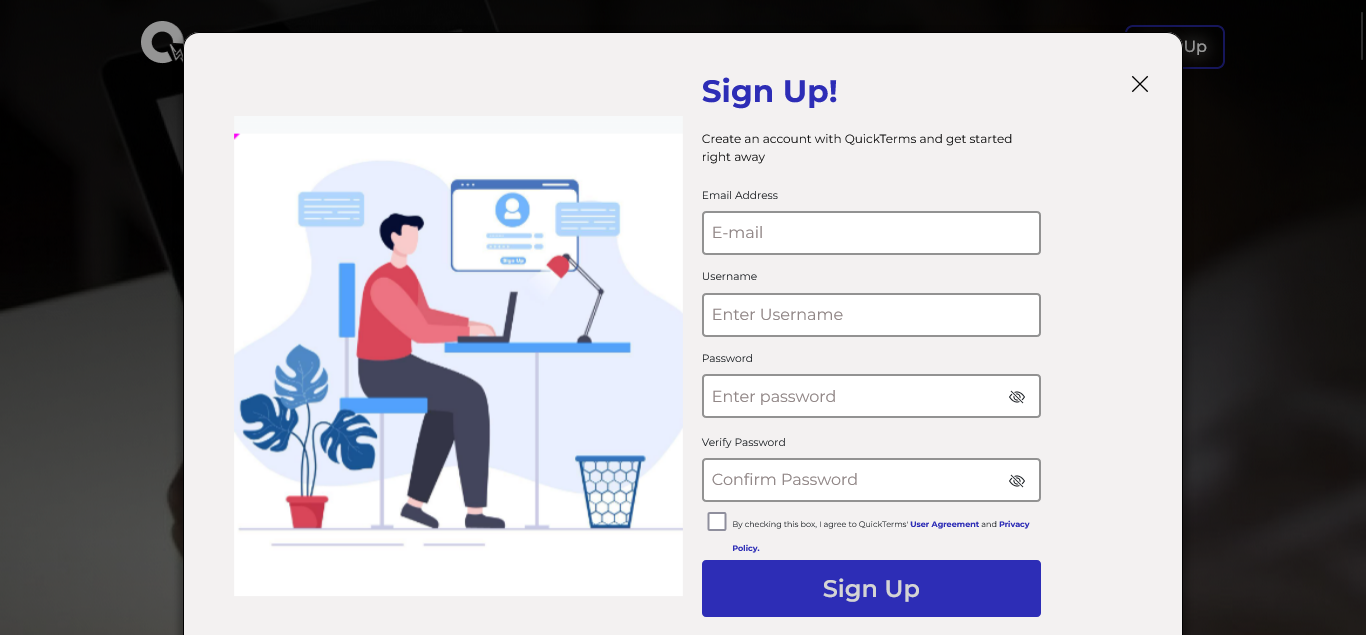 Up
Sign Up!
Create an account with QuickTerms and get started
right away
Email Address
E-mail
Username
Enter Username
Password
Enter password
Verify Password
Confirm Password
By checking this box, I agree to QuickTerms' User Agreement and Privacy
Policy.
Sign Up
Sign Up